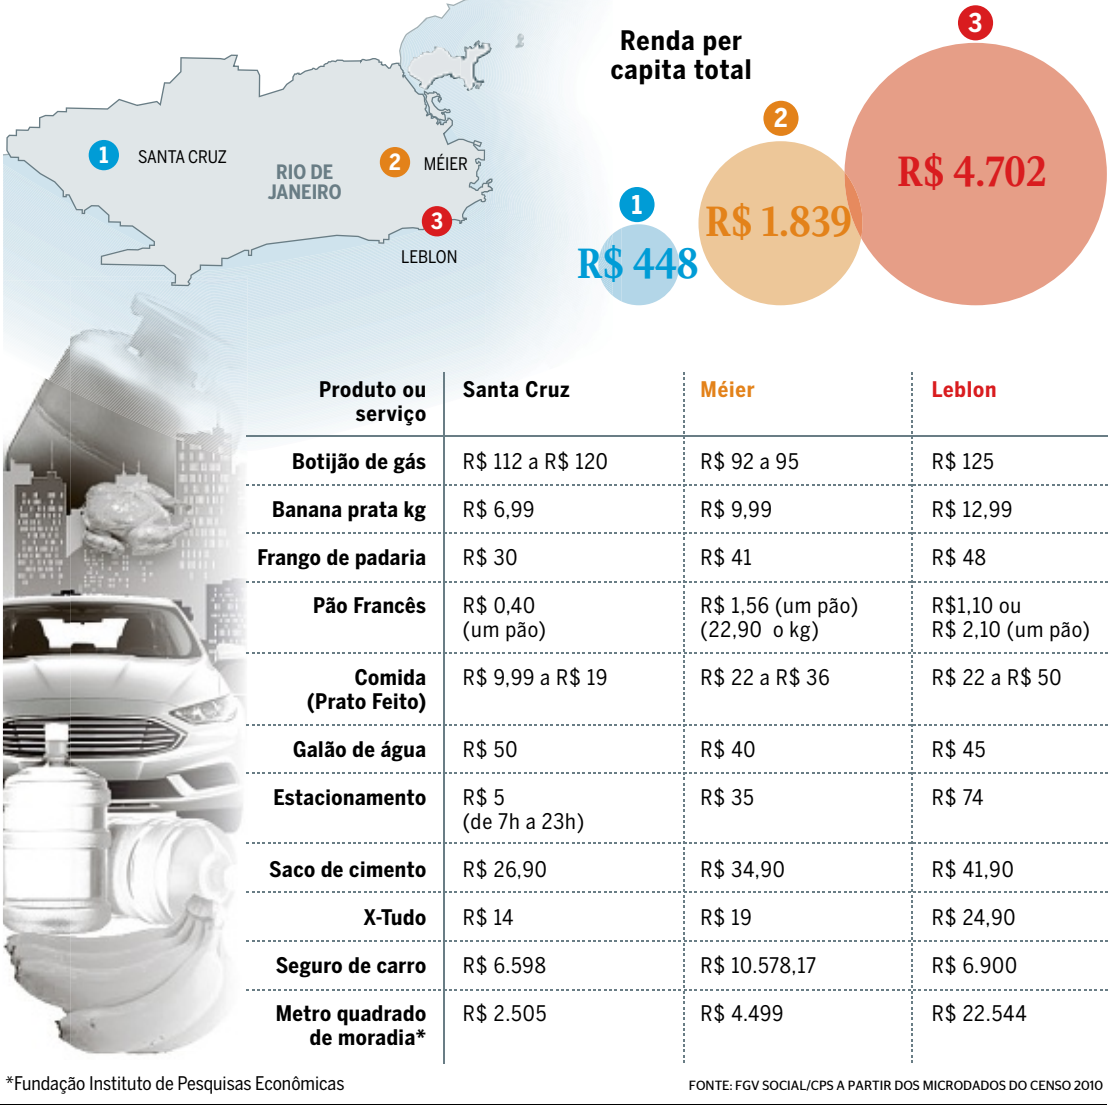 1 SANTA CRUZ
RIO DE
JANEIRO
2 MÉIER
3
LEBLON
Renda per
capita total
1
R$ 448
2
R$ 1.839
3
R$ 4.702
Produto ou
serviço
Santa Cruz
Méier
Leblon
Botijão de gás R$ 112 a R$ 120 R$ 92 a 95 R$ 125
Banana prata kg R$ 6,99 R$ 9,99 R$ 12,99
Frango de padaria R$ 30 R$ 41 R$ 48
Pão Francês R$ 0,40 R$ 1,56 (um pão) R$1,10 ou
(um pão) (22,90 o kg) R$ 2,10 (um pão)
Comida R$ 9,99 a R$ 19 R$ 22 a R$ 36 R$ 22 a R$ 50
(Prato Feito)
Galão de água R$ 50 R$ 40 R$ 45
Estacionamento R$ 5 R$ 35 R$ 74
(de 7h a 23h)
Saco de cimento R$ 26,90 R$ 34,90 R$ 41,90
X-Tudo R$ 14 R$ 19 R$ 24,90
Seguro de carro R$ 6.598 R$ 10.578,17 R$ 6.900
Metro quadrado R$ 2.505 R$ 4.499 R$ 22.544
de moradia*
*Fundação Instituto de Pesquisas Econômicas
FONTE: FGV SOCIAL/CPS A PARTIR DOS MICRODADOS DO CENSO 2010